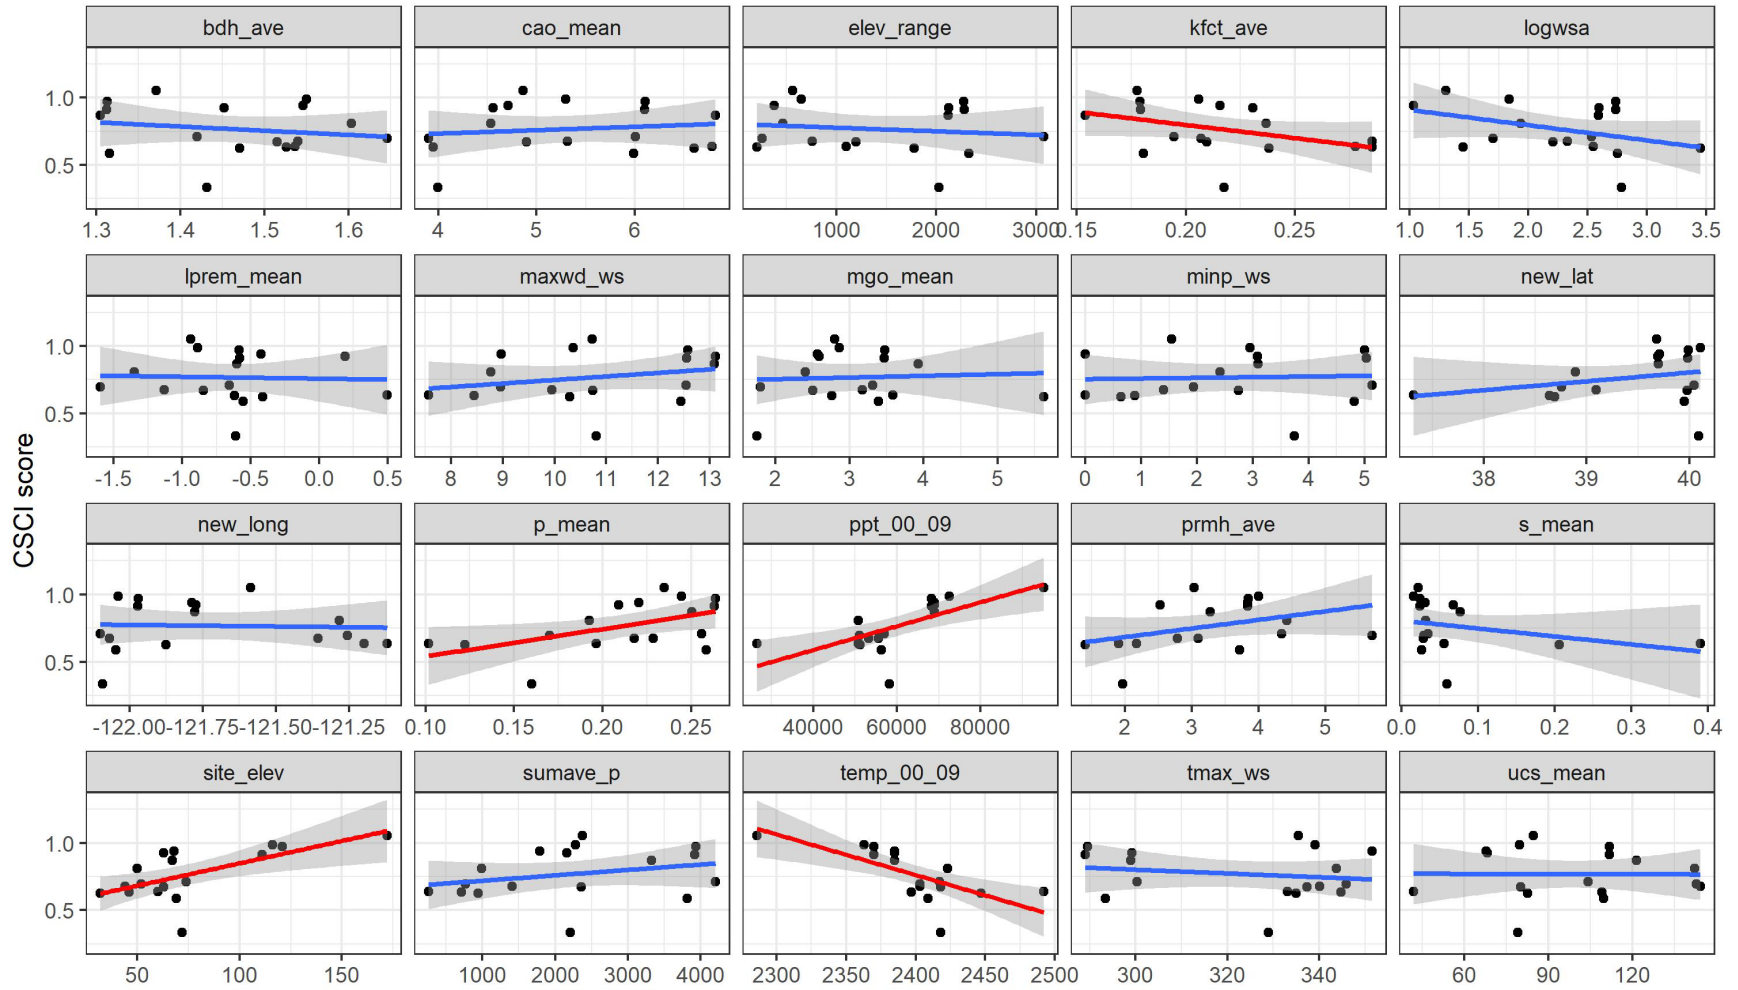 bdh_ave cao_mean elev_range kfct_ave logwsa
1.0
0.5
1.3 1.4 1.5 1.6 4 5 6 1000 2000 3000 0.15 0.20 0.25 1.0 1.5 2.0 2.5 3.0 3.5
lprem_mean maxwd_ws mgo_mean minp_ws new_lat
1.0
0.5
-1.5 -1.0 -0.5 0.0 0.5 8 9 10 11 12 13 2 3 4 5 0 1 2 3 4 5 38 39 40
CSCI score
new_long p_mean ppt_00_09 prmh_ave s_mean
1.0
0.5
-122.00 -121.75 -121.50 -121.25 0.10 0.15 0.20 0.25 40000 60000 80000 2 3 4 5 0.0 0.1 0.2 0.3 0.4
site_elev sumave_p temp_00_09 tmax_ws ucs_mean
1.0
0.5
50 100 150 1000 2000 3000 4000 2300 2350 2400 2450 2500 300 320 340 60 90 120